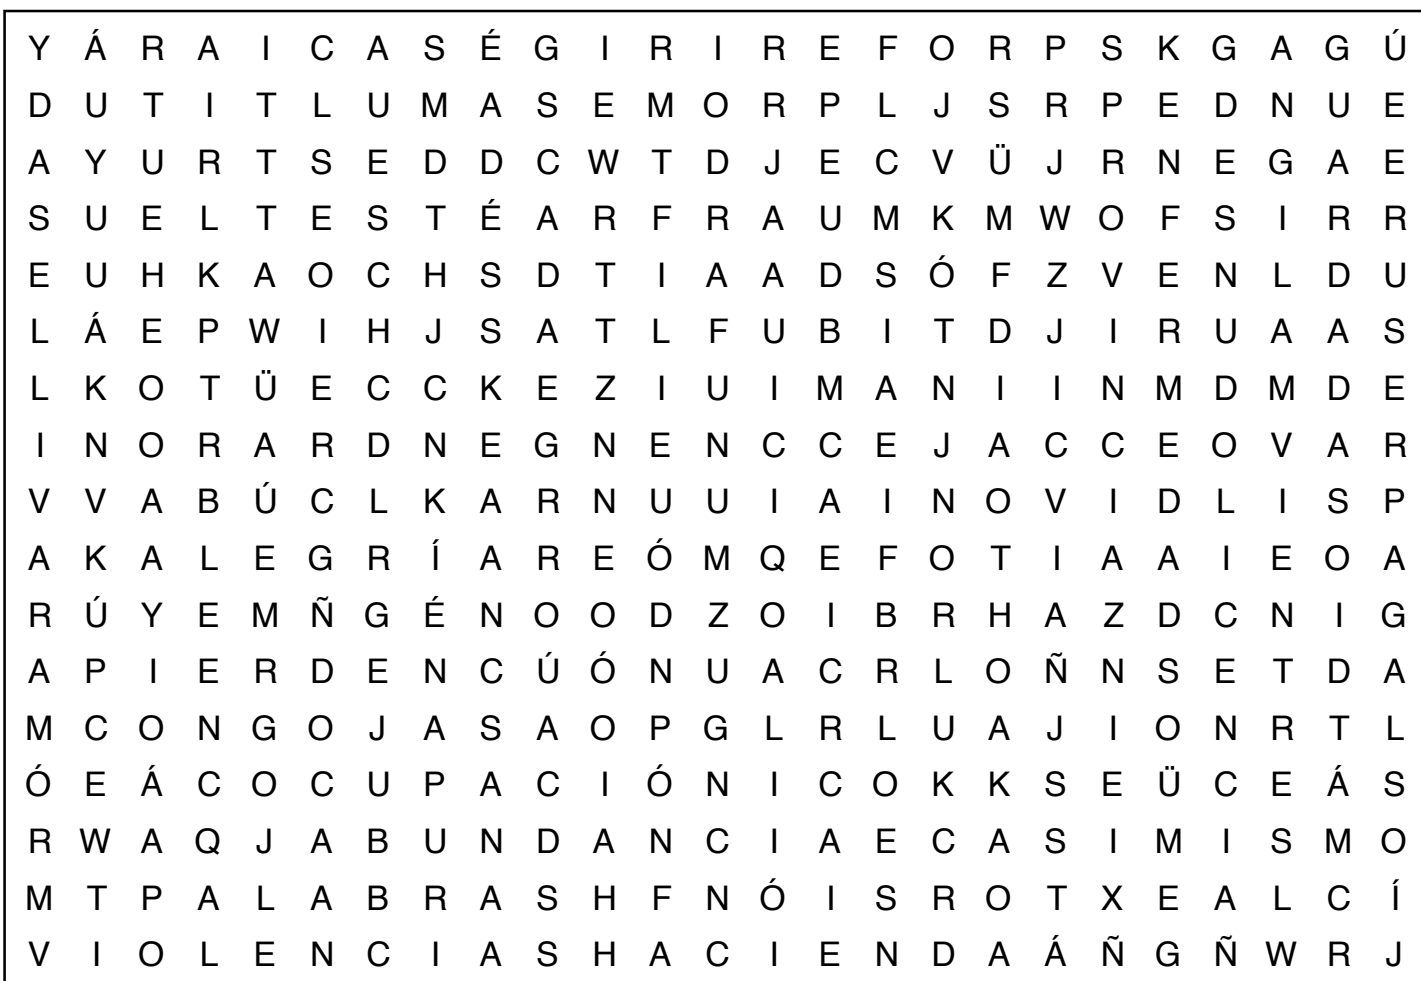 Y Á R A I C A S É G I R I R E F O R P S K G A G Ú
D U T I T L U M A S E M O R P L J S R P E D N U E
A Y U R T S E D D C W T D J E C V Ü J R N E G A E
S U E L T E S T É A R F R A U M K M W O F S I R R
E U H K A O C H S D T I A A D S Ó F Z V E N L D U
L Á E P W I H J S A T L F U B I T D J I R U A A S
L K O T Ü E C C K E Z I U I M A N I I N M D M D E
I N O R A R D N E G N E N C C E J A C C E O V A R
V V A B Ú C L K A R N U U I A I N O V I D L I S P
A K A L E G R Í A R E Ó M Q E F O T I A A I E O A
R Ú Y E M Ñ G É N O O D Z O I B R H A Z D C N I G
A P I E R D E N C Ú Ó N U A C R L O Ñ N S E T D A
M C O N G O J A S A O P G L R L U A J I O N R T L
Ó E Á C O C U P A C I Ó N I C O K K S E Ü C E Á S
R W A Q J A B U N D A N C I A E C A S I M I S M O
M T P A L A B R A S H F N Ó I S R O T X E A L C Í
V I O L E N C I A S H A C I E N D A Á Ñ G Ñ W R J